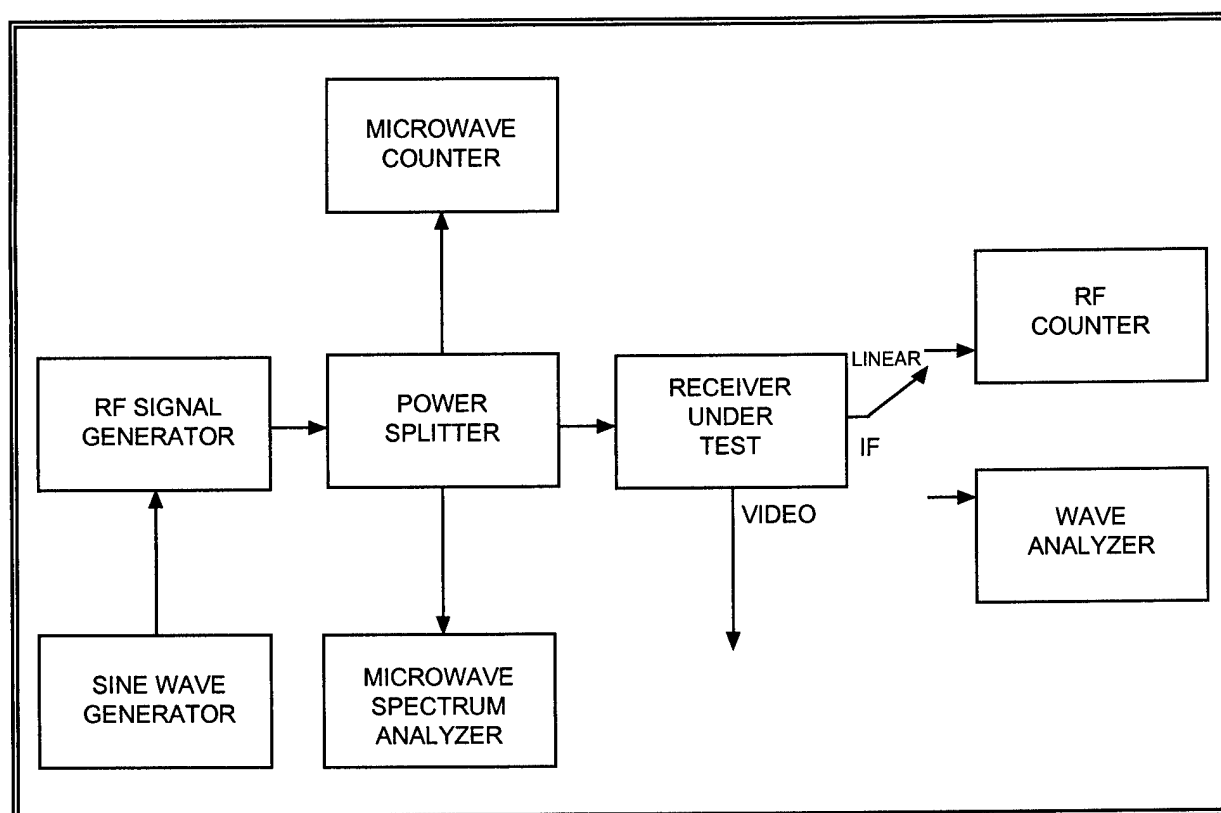 MICROWAVE
COUNTER
RF
COUNTER
LINEAR
RF SIGNAL
GENERATOR
POWER
SPLITTER
RECEIVER
UNDER
TEST
IF
VIDEO
WAVE
ANALYZER
SINE WAVE
GENERATOR
MICROWAVE
SPECTRUM
ANALYZER